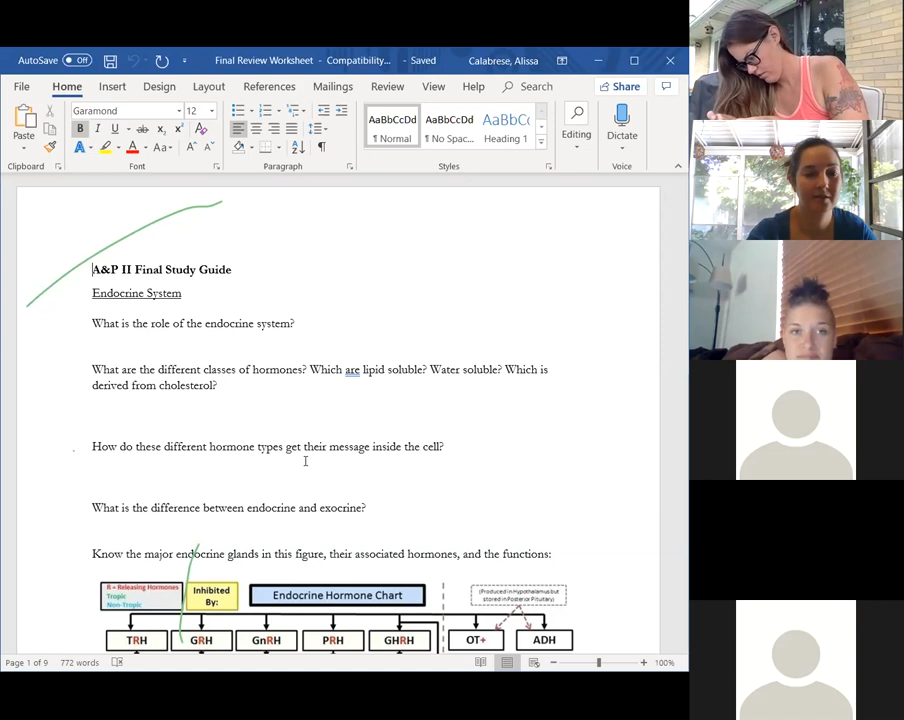 AutoSave Off Final Review Worksheet - Compatibility... - Saved Calabrese, Alissa
File Home Insert Design Layout References Mailings Review View Help Search Share
Garamond 12 AaBbCcDd AaBbCcDd AaBbCc
Paste B I U ab x₂ x² ¶ Normal ¶ No Spac... Heading 1 Editing Dictate
A A Aa A A
Clipboard Font Paragraph Styles Voice
A&P II Final Study Guide
Endocrine System
What is the role of the endocrine system?
What are the different classes of hormones? Which are lipid soluble? Water soluble? Which is
derived from cholesterol?
How do these different hormone types get their message inside the cell?
What is the difference between endocrine and exocrine?
Know the major endocrine glands in this figure, their associated hormones, and the functions:
R = Releasing Hormones
Tropic
Non-Tropic
Inhibited
By:
Endocrine Hormone Chart
(Produced in Hypothalamus but
stored in Posterior Pituitary)
TRH GRH GnRH PRH GHRH OT+ ADH
Page 1 of 9 772 words 100%